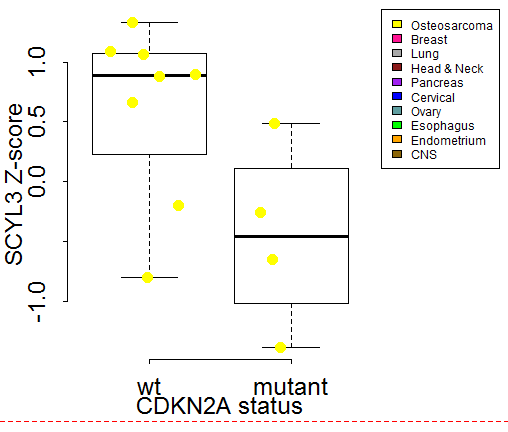 SCYL3 Z-score
1.0
0.5
0.0
-1.0
wt
mutant
CDKN2A status
Osteosarcoma
Breast
Lung
Head & Neck
Pancreas
Cervical
Ovary
Esophagus
Endometrium
CNS